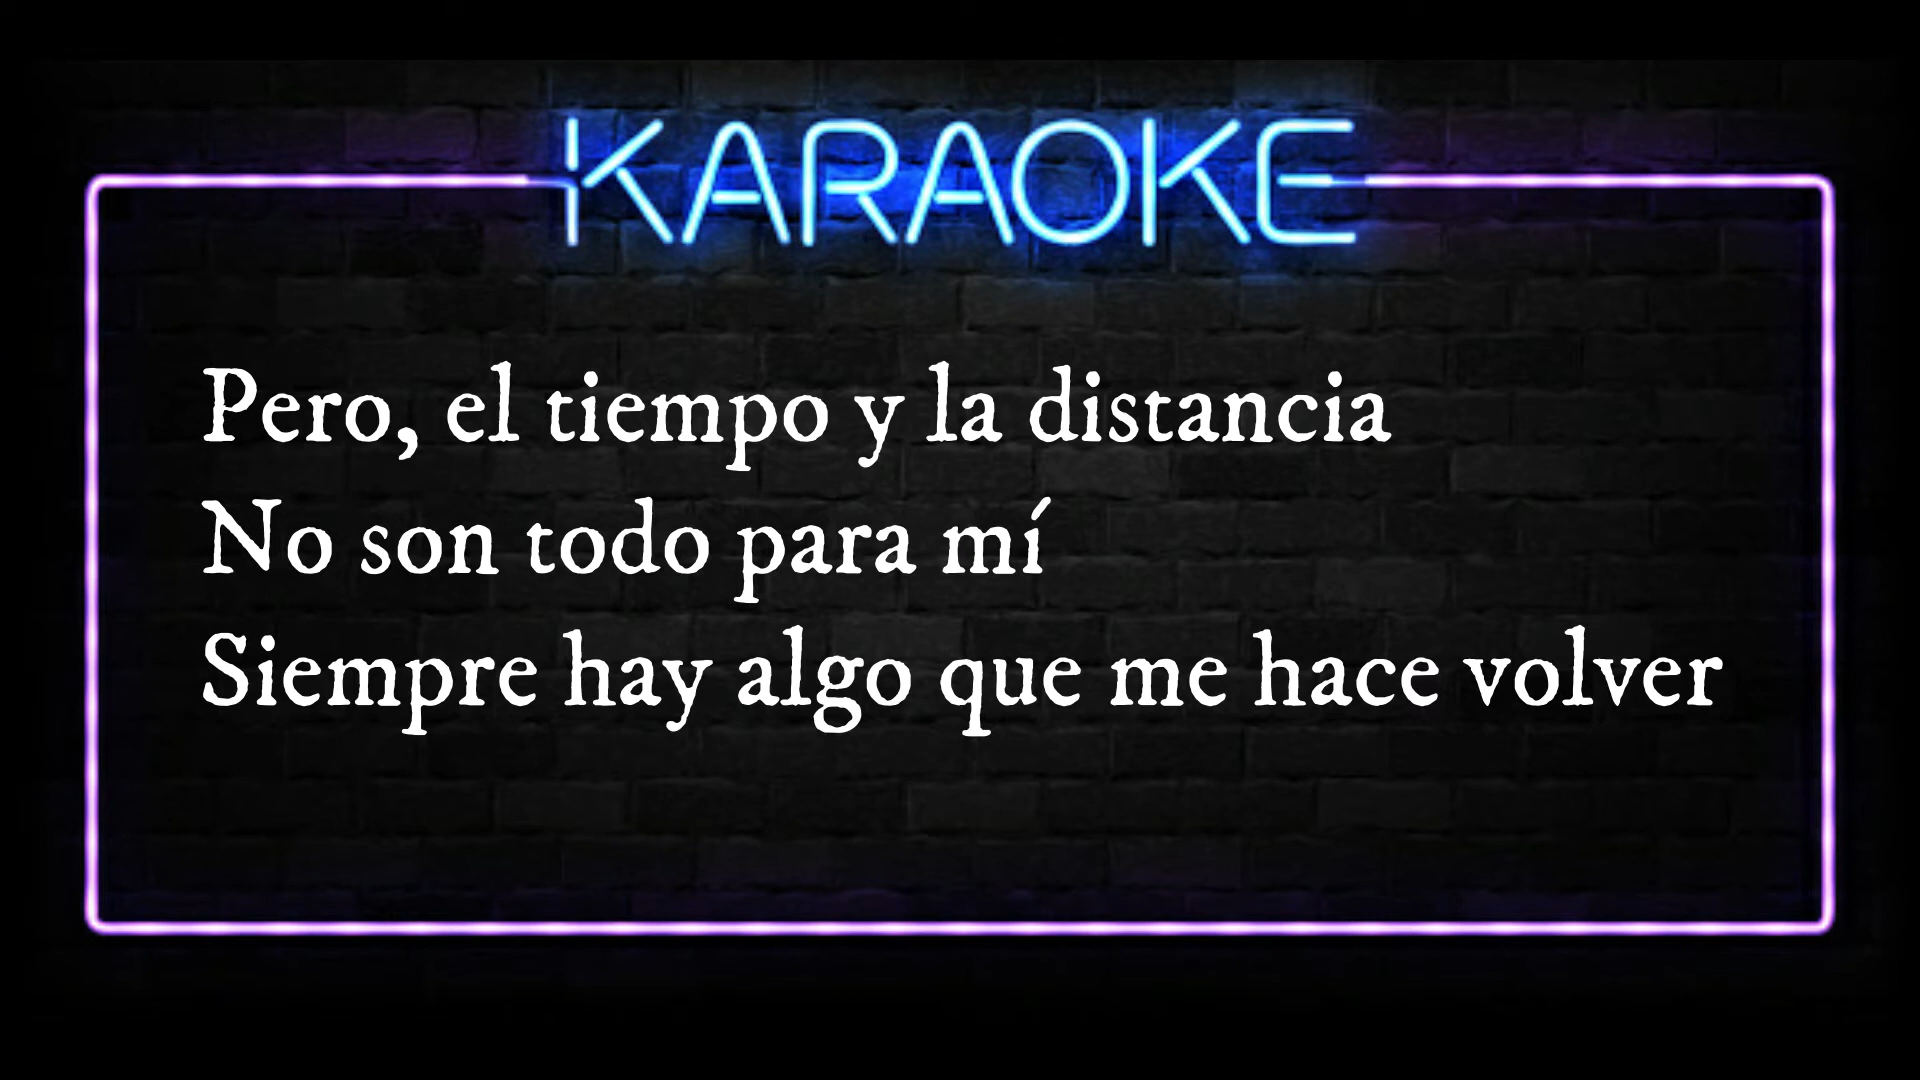 KARAOKE
Pero, el tiempo y la distancia
No son todo para mí
Siempre hay algo que me hace volver